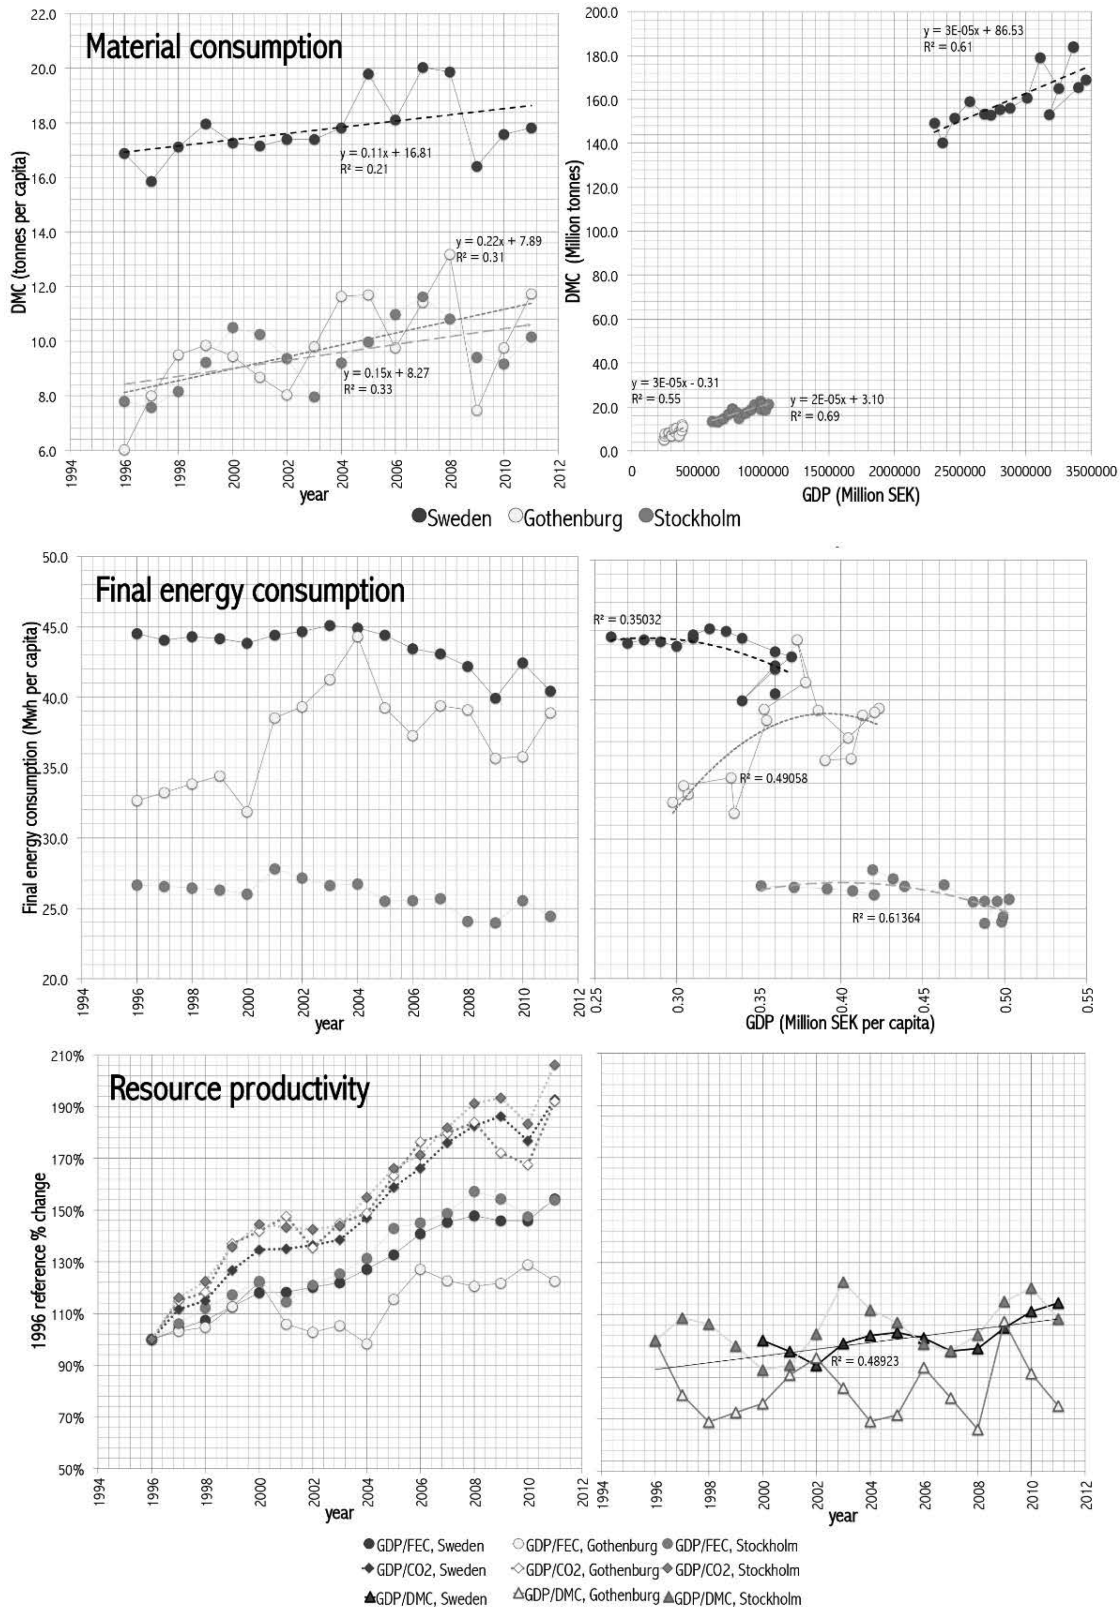 Material consumption
DMC (tonnes per capita)
22.0
20.0
18.0
16.0
14.0
12.0
10.0
8.0
6.0
y = 0.11x + 16.81
R² = 0.21
y = 0.22x + 7.89
R² = 0.31
y = 0.15x + 8.27
R² = 0.33
1994 1996 1998 2000 2002 2004 2006 2008 2010 2012
year
DMC (Million tonnes)
200.0
180.0
160.0
140.0
120.0
100.0
80.0
60.0
40.0
20.0
0.0
y = 3E-05x + 86.53
R² = 0.61
y = 3E-05x - 0.31
R² = 0.55
y = 2E-05x + 3.10
R² = 0.69
0 500000 1000000 1500000 2000000 2500000 3000000 3500000
GDP (Million SEK)
Sweden Gothenburg Stockholm
Final energy consumption
Final energy consumption (Mwh per capita)
50.0
45.0
40.0
35.0
30.0
25.0
20.0
1994 1996 1998 2000 2002 2004 2006 2008 2010 2012
year
R² = 0.35032
R² = 0.49058
R² = 0.61364
0.25 0.30 0.35 0.40 0.45 0.50 0.55
GDP (Million SEK per capita)
Resource productivity
1996 reference % change
210%
190%
170%
150%
130%
110%
90%
70%
50%
1994 1996 1998 2000 2002 2004 2006 2008 2010 2012
year
R² = 0.48923
1994 1996 1998 2000 2002 2004 2006 2008 2010 2012
year
GDP/FEC, Sweden GDP/FEC, Gothenburg GDP/FEC, Stockholm
GDP/CO2, Sweden GDP/CO2, Gothenburg GDP/CO2, Stockholm
GDP/DMC, Sweden GDP/DMC, Gothenburg GDP/DMC, Stockholm